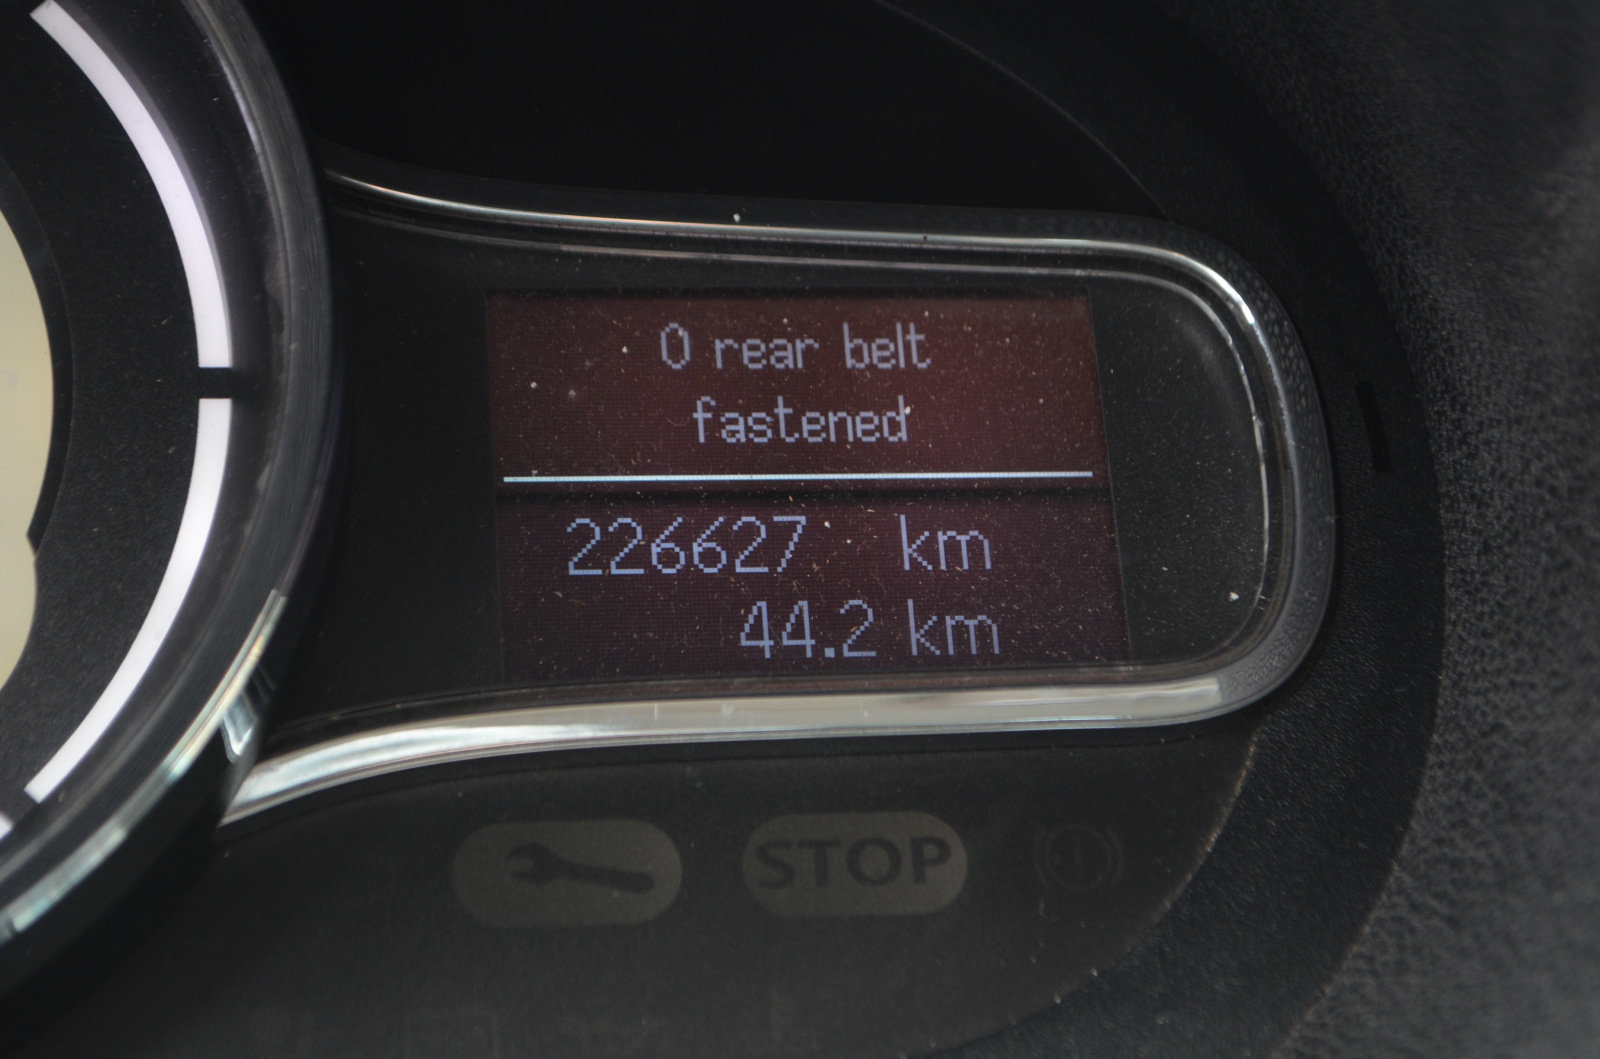 0 rear belt
fastened
226627 km
44.2 km
STOP